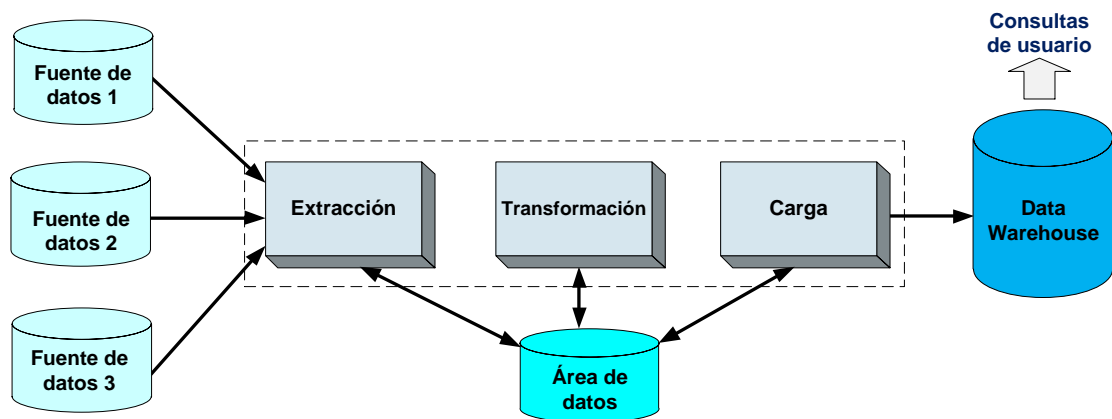 Consultas
de usuario
Fuente de
datos 1
Fuente de
datos 2
Fuente de
datos 3
Extracción
Transformación
Carga
Data
Warehouse
Área de
datos